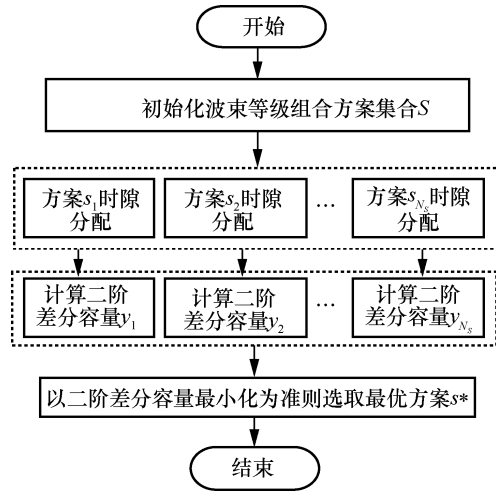 开始
初始化波束等级组合方案集合S
方案s₁时隙
分配
方案s₂时隙
分配
…
方案s_{N_S}时隙
分配
计算二阶
差分容量y₁
计算二阶
差分容量y₂
…
计算二阶
差分容量y_{N_S}
以二阶差分容量最小化为准则选取最优方案s*
结束